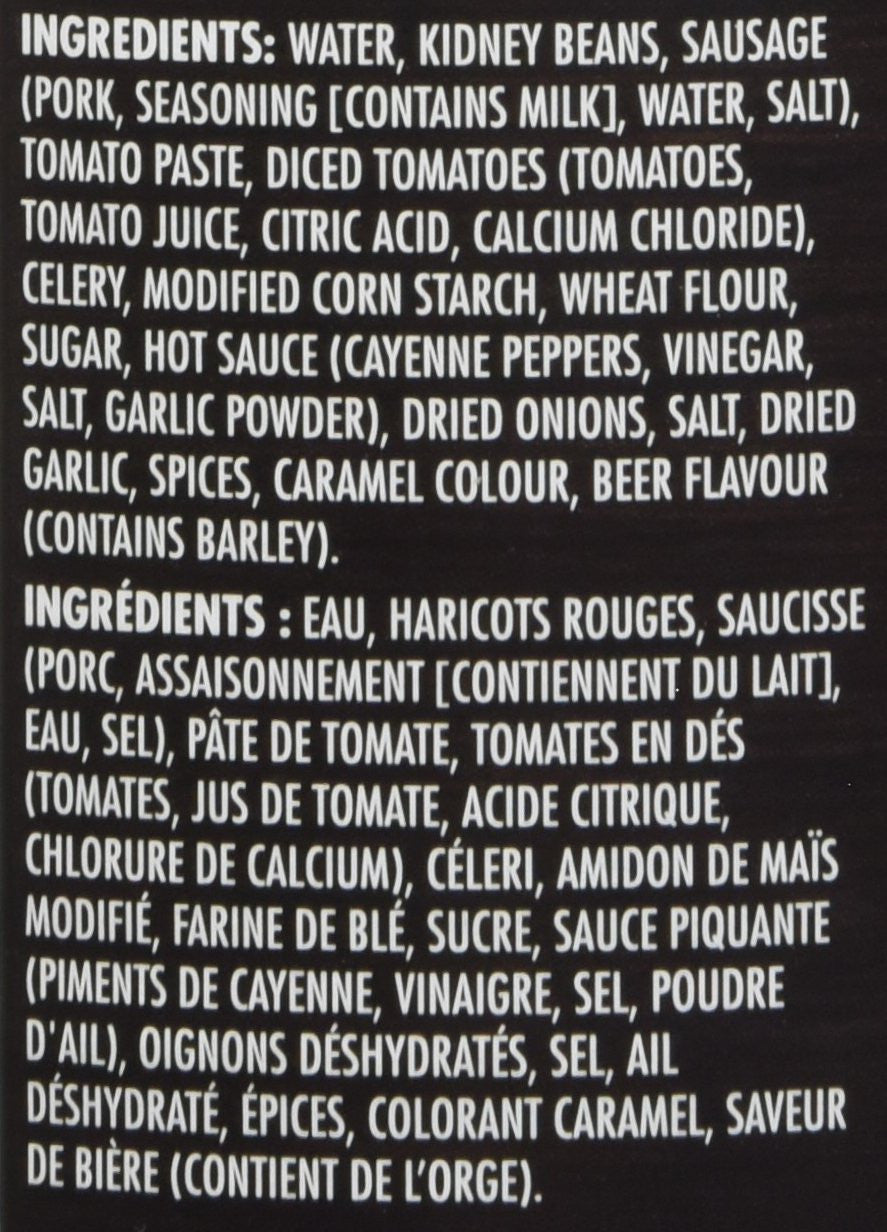 INGREDIENTS: WATER, KIDNEY BEANS, SAUSAGE
(PORK, SEASONING [CONTAINS MILK], WATER, SALT),
TOMATO PASTE, DICED TOMATOES (TOMATOES,
TOMATO JUICE, CITRIC ACID, CALCIUM CHLORIDE),
CELERY, MODIFIED CORN STARCH, WHEAT FLOUR,
SUGAR, HOT SAUCE (CAYENNE PEPPERS, VINEGAR,
SALT, GARLIC POWDER), DRIED ONIONS, SALT, DRIED
GARLIC, SPICES, CARAMEL COLOUR, BEER FLAVOUR
(CONTAINS BARLEY).
INGRÉDIENTS : EAU, HARICOTS ROUGES, SAUCISSE
(PORC, ASSAISONNEMENT [CONTIENNENT DU LAIT],
EAU, SEL), PÂTE DE TOMATE, TOMATES EN DÉS
(TOMATES, JUS DE TOMATE, ACIDE CITRIQUE,
CHLORURE DE CALCIUM), CÉLERI, AMIDON DE MAÏS
MODIFIÉ, FARINE DE BLÉ, SUCRE, SAUCE PIQUANTE
(PIMENTS DE CAYENNE, VINAIGRE, SEL, POUDRE
D'AIL), OIGNONS DÉSHYDRATÉS, SEL, AIL
DÉSHYDRATÉ, ÉPICES, COLORANT CARAMEL, SAVEUR
DE BIÈRE (CONTIENT DE L'ORGE).